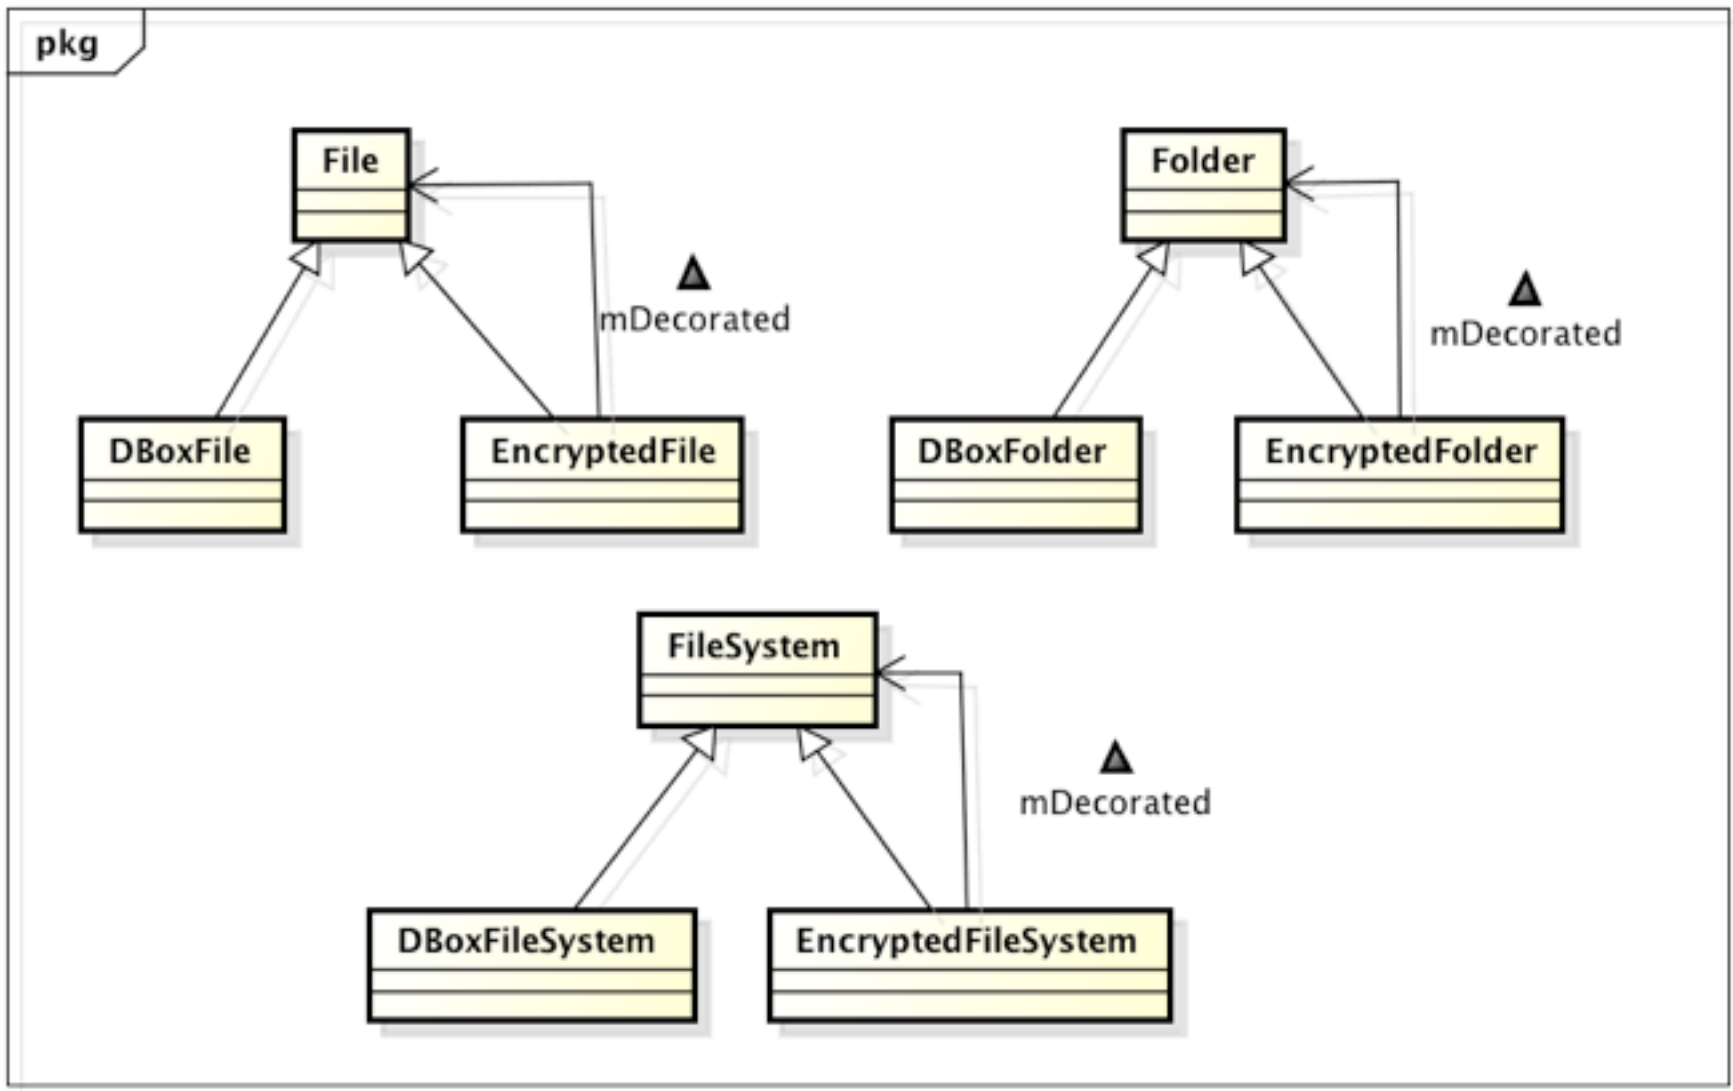 pkg
File
Folder
mDecorated
mDecorated
DBoxFile
EncryptedFile
DBoxFolder
EncryptedFolder
FileSystem
mDecorated
DBoxFileSystem
EncryptedFileSystem